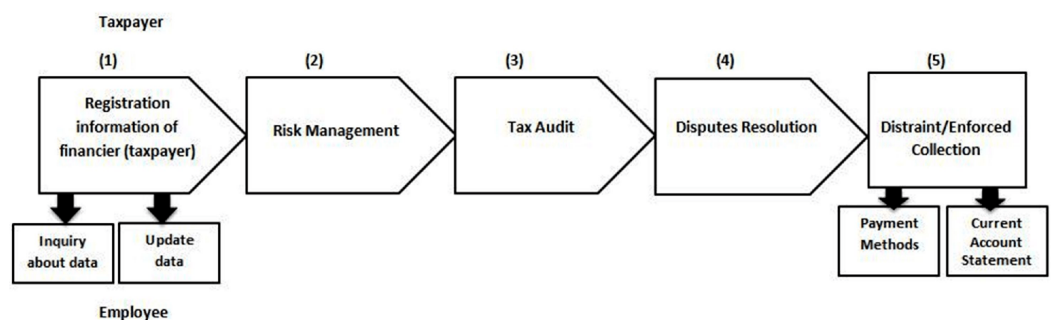 Taxpayer
(1)
Registration
information of
financier (taxpayer)
(2)
Risk Management
(3)
Tax Audit
(4)
Disputes Resolution
(5)
Distraint/Enforced
Collection
Inquiry
about data
Update
data
Payment
Methods
Current
Account
Statement
Employee